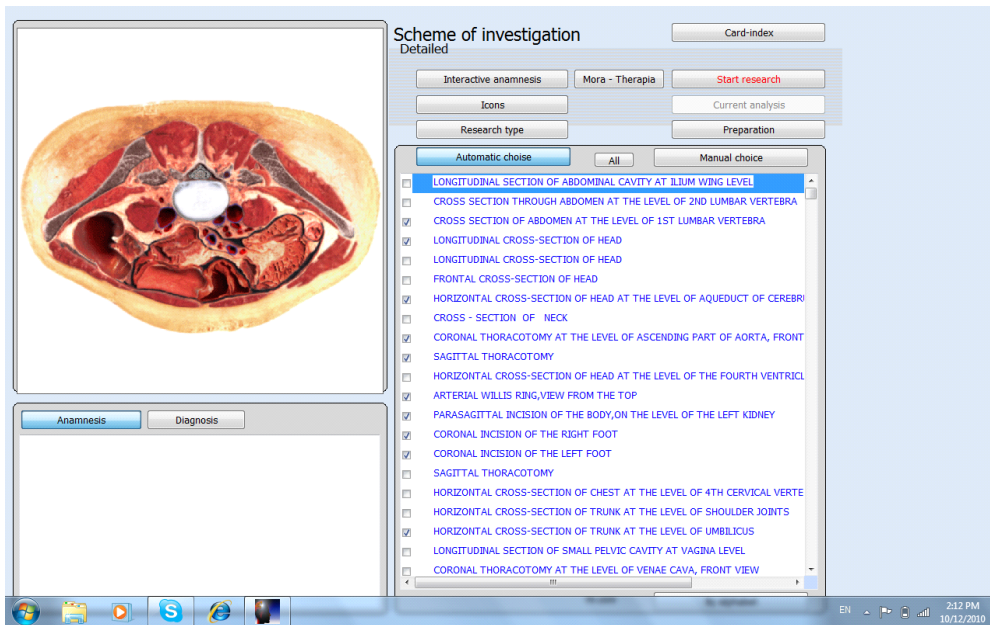 Scheme of investigation
Card-index
Detailed
Interactive anamnesis
Mora - Therapia
Start research
Icons
Current analysis
Research type
Preparation
Automatic choise
All
Manual choice
LONGITUDINAL SECTION OF ABDOMINAL CAVITY AT ILIUM WING LEVEL
CROSS SECTION THROUGH ABDOMEN AT THE LEVEL OF 2ND LUMBAR VERTEBRA
CROSS SECTION OF ABDOMEN AT THE LEVEL OF 1ST LUMBAR VERTEBRA
LONGITUDINAL CROSS-SECTION OF HEAD
LONGITUDINAL CROSS-SECTION OF HEAD
FRONTAL CROSS-SECTION OF HEAD
HORIZONTAL CROSS-SECTION OF HEAD AT THE LEVEL OF AQUEDUCT OF CEREBR
CROSS - SECTION OF NECK
CORONAL THORACOTOMY AT THE LEVEL OF ASCENDING PART OF AORTA, FRONT
SAGITTAL THORACOTOMY
HORIZONTAL CROSS-SECTION OF HEAD AT THE LEVEL OF THE FOURTH VENTRICL
ARTERIAL WILLIS RING,VIEW FROM THE TOP
PARASAGITTAL INCISION OF THE BODY,ON THE LEVEL OF THE LEFT KIDNEY
CORONAL INCISION OF THE RIGHT FOOT
CORONAL INCISION OF THE LEFT FOOT
SAGITTAL THORACOTOMY
HORIZONTAL CROSS-SECTION OF CHEST AT THE LEVEL OF 4TH CERVICAL VERTE
HORIZONTAL CROSS-SECTION OF TRUNK AT THE LEVEL OF SHOULDER JOINTS
HORIZONTAL CROSS-SECTION OF TRUNK AT THE LEVEL OF UMBILICUS
LONGITUDINAL SECTION OF SMALL PELVIC CAVITY AT VAGINA LEVEL
CORONAL THORACOTOMY AT THE LEVEL OF VENAE CAVA, FRONT VIEW
Anamnesis
Diagnosis
EN
2:12 PM
10/12/2010